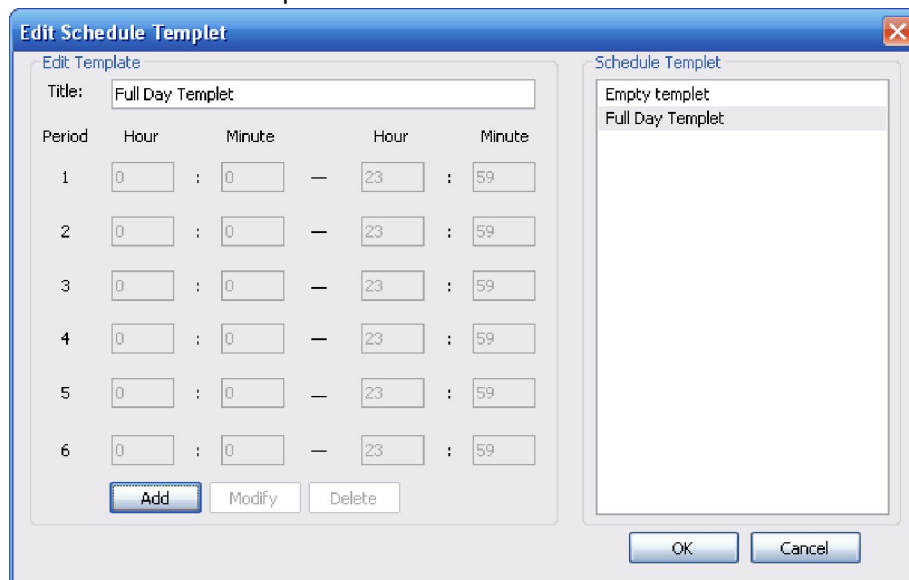 Edit Schedule Templet
Edit Template
Title: Full Day Templet
Period Hour Minute Hour Minute
1 0 : 0 — 23 : 59
2 0 : 0 — 23 : 59
3 0 : 0 — 23 : 59
4 0 : 0 — 23 : 59
5 0 : 0 — 23 : 59
6 0 : 0 — 23 : 59
Add Modify Delete
Schedule Templet
Empty templet
Full Day Templet
OK Cancel